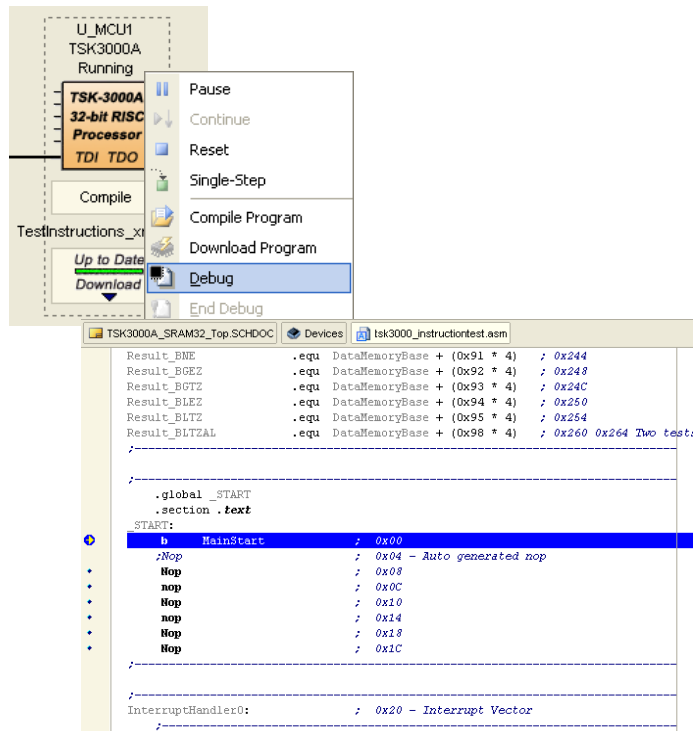 U_MCU1
TSK3000A
Running
TSK-3000A
32-bit RISC
Processor
TDI TDO
Compile
TestInstructions_x
Up to Date
Download
Pause
Continue
Reset
Single-Step
Compile Program
Download Program
Debug
End Debug
TSK3000A_SRAM32_Top.SCHDOC Devices tsk3000_instructiontest.asm
Result_BNE .equ DataMemoryBase + (0x91 * 4) ; 0x244
Result_BGEZ .equ DataMemoryBase + (0x92 * 4) ; 0x248
Result_BGTZ .equ DataMemoryBase + (0x93 * 4) ; 0x24C
Result_BLEZ .equ DataMemoryBase + (0x94 * 4) ; 0x250
Result_BLTZ .equ DataMemoryBase + (0x95 * 4) ; 0x254
Result_BLTZAL .equ DataMemoryBase + (0x98 * 4) ; 0x260 0x264 Two tests
;--------------------------------------------------------------------
;--------------------------------------------------------------------
.global _START
.section .text
_START:
b MainStart ; 0x00
;Nop ; 0x04 - Auto generated nop
Nop ; 0x08
nop ; 0x0C
Nop ; 0x10
nop ; 0x14
Nop ; 0x18
Nop ; 0x1C
;--------------------------------------------------------------------
;--------------------------------------------------------------------
InterruptHandler0: ; 0x20 - Interrupt Vector
;----------------------------------------------------------------